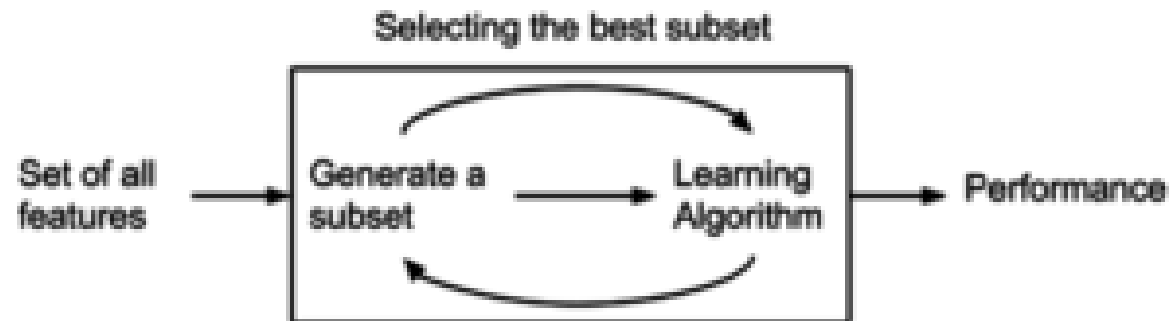 Selecting the best subset
Set of all
features
Generate a
subset
Learning
Algorithm
Performance